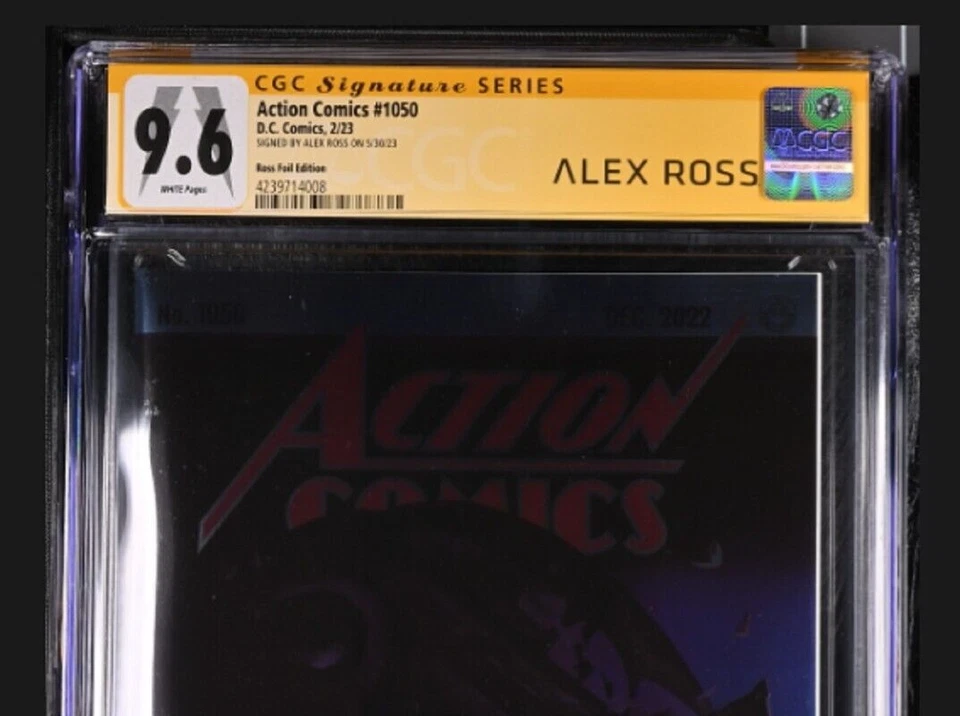 CGC Signature SERIES
9.6
WHITE Pages
Action Comics #1050
D.C. Comics, 2/23
SIGNED BY ALEX ROSS ON 5/30/23
Ross Foil Edition
4239714008
CGC
ALEX ROSS
CGC
No. 1050
DEC 2022
ACTION
COMICS